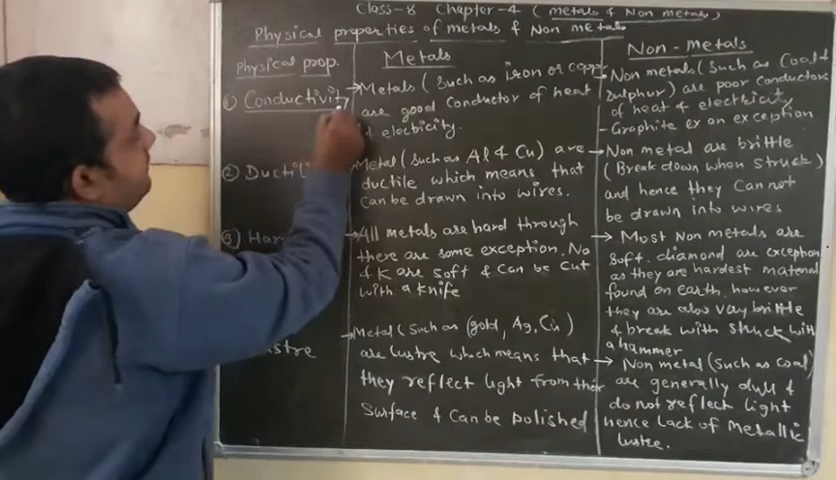 Class-8 Chapter-4 (metals & Non metals)
Physical properties of metals & Non metals
Physical prop.
Metals
Non-metals
① Conductivity
→ Metals (such as iron or copper
are good conductor of heat
electricity.
→ Non metals (such as Coal &
sulphur) are poor conductors
of heat & electricity
- Graphite ex an exception
② Ductil
Metal (such as Al & Cu) are
ductile which means that
can be drawn into wires.
→ Non metal are brittle
(Break down when struck)
and hence they cannot
be drawn into wires
③ Har
→ All metals are hard through
there are some exception. Na
& K are soft & can be cut
with a knife
→ Most Non metals are
soft. diamond are exception
as they are hardest material
found on earth. however
they are also vary brittle
& break with struck with
a hammer
stre
→ Metal (such as (gold, Ag, Cu)
are lustre which means that
they reflect light from their
surface & can be polished
→ Non metal (such as coal)
are generally dull &
do not reflect light
hence lack of metallic
lustre.